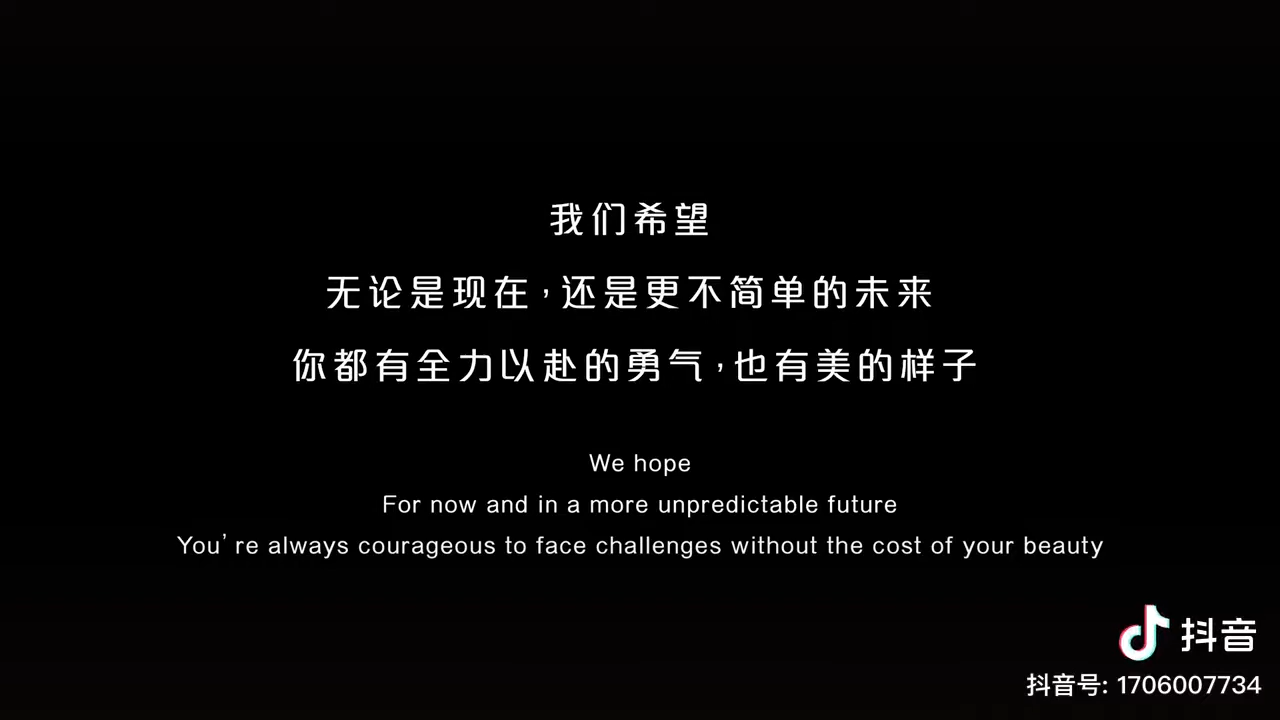 我们希望
无论是现在，还是更不简单的未来
你都有全力以赴的勇气，也有美的样子
We hope
For now and in a more unpredictable future
You’re always courageous to face challenges without the cost of your beauty
抖音
抖音号: 1706007734